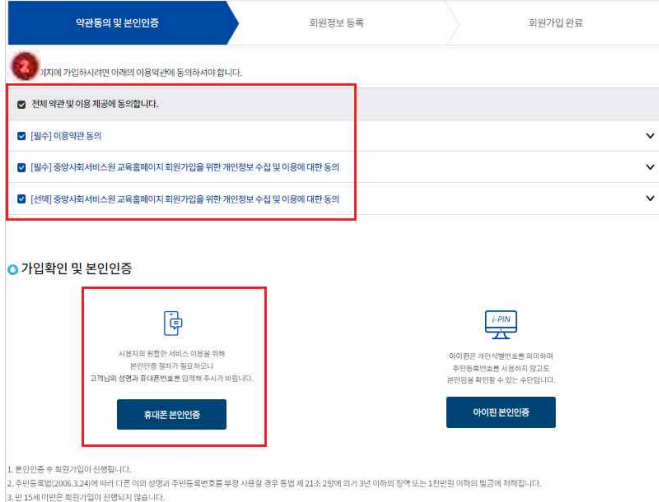 약관동의 및 본인인증
회원정보 등록
회원가입 완료
2
이지에 가입하시려면 아래의 이용약관에 동의하셔야 합니다.
전체 약관 및 이용 제공에 동의합니다.
[필수] 이용약관 동의
[필수] 중앙사회서비스원 교육홈페이지 회원가입을 위한 개인정보 수집 및 이용에 대한 동의
[선택] 중앙사회서비스원 교육홈페이지 회원가입을 위한 개인정보 수집 및 이용에 대한 동의
가입확인 및 본인인증
사용자의 원활한 서비스 이용을 위해
본인인증 절차가 필요하오니
고객님의 성명과 휴대폰번호를 입력해 주시기 바랍니다.
휴대폰 본인인증
i-PIN
아이핀은 개인식별번호를 의미하며
주민등록번호를 사용하지 않고도
본인임을 확인할 수 있는 수단입니다.
아이핀 본인인증
1. 본인인증 후 회원가입이 진행됩니다.
2. 주민등록법(2006.3.24)에 따라 다른 이의 성명과 주민등록번호를 부정 사용할 경우 동법 제 21조 2항에 의거 3년 이하의 징역 또는 1천만원 이하의 벌금에 처해집니다.
3. 만 15세 미만은 회원가입이 진행되지 않습니다.